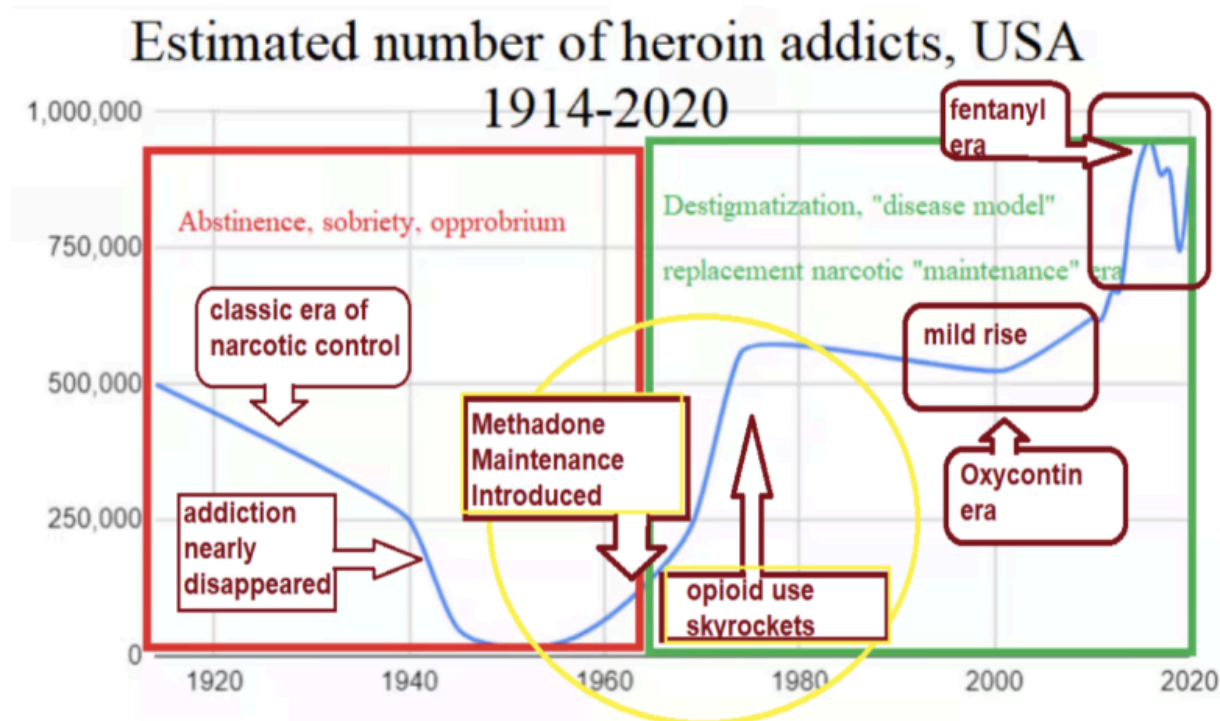 Estimated number of heroin addicts, USA
1914-2020
1,000,000
750,000
500,000
250,000
0
1920
1940
1960
1980
2000
2020
Abstinence, sobriety, opprobrium
Destigmatization, "disease model"
replacement narcotic "maintenance" era
fentanyl
era
classic era of
narcotic control
mild rise
Methadone
Maintenance
Introduced
Oxycontin
era
addiction
nearly
disappeared
opioid use
skyrockets